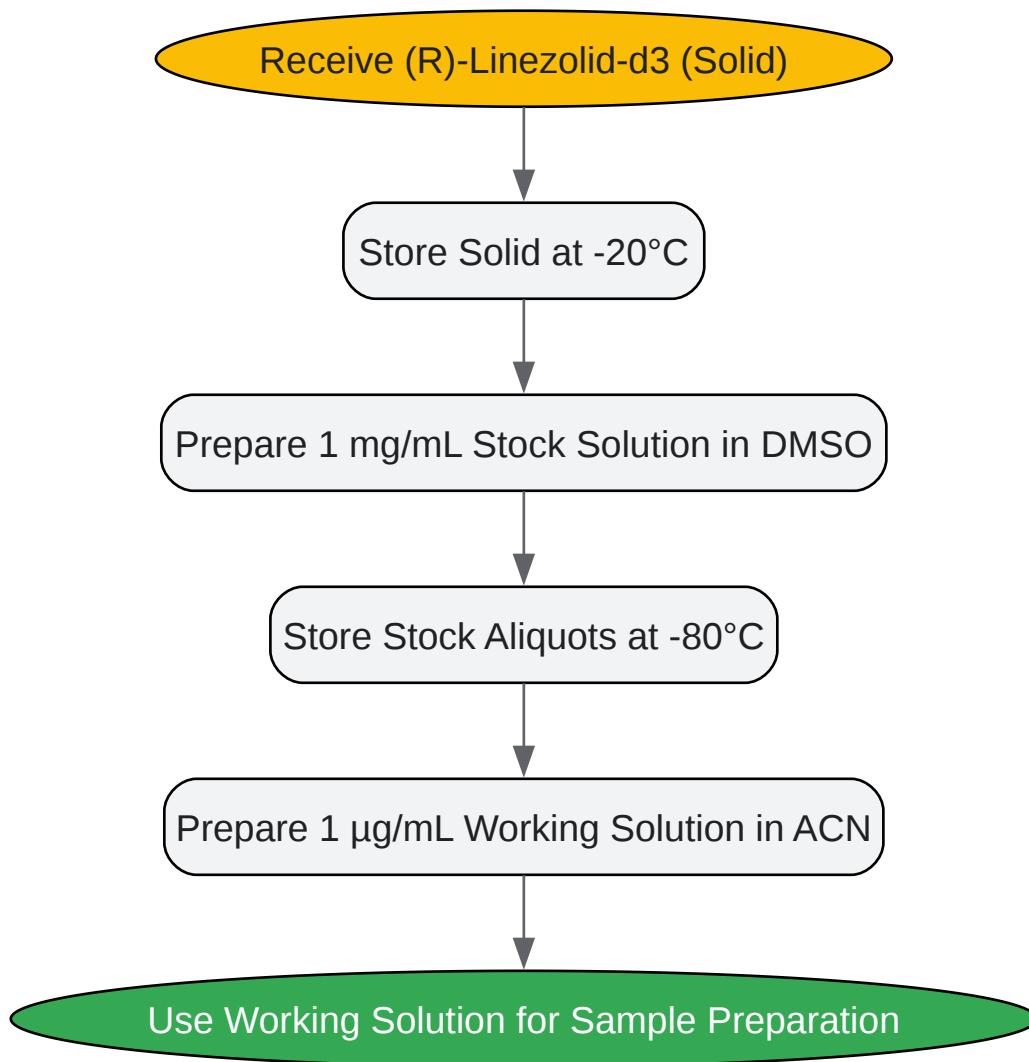 Receive (R)-Linezolid-d3 (Solid)
Store Solid at -20°C
Prepare 1 mg/mL Stock Solution in DMSO
Store Stock Aliquots at -80°C
Prepare 1 µg/mL Working Solution in ACN
Use Working Solution for Sample Preparation